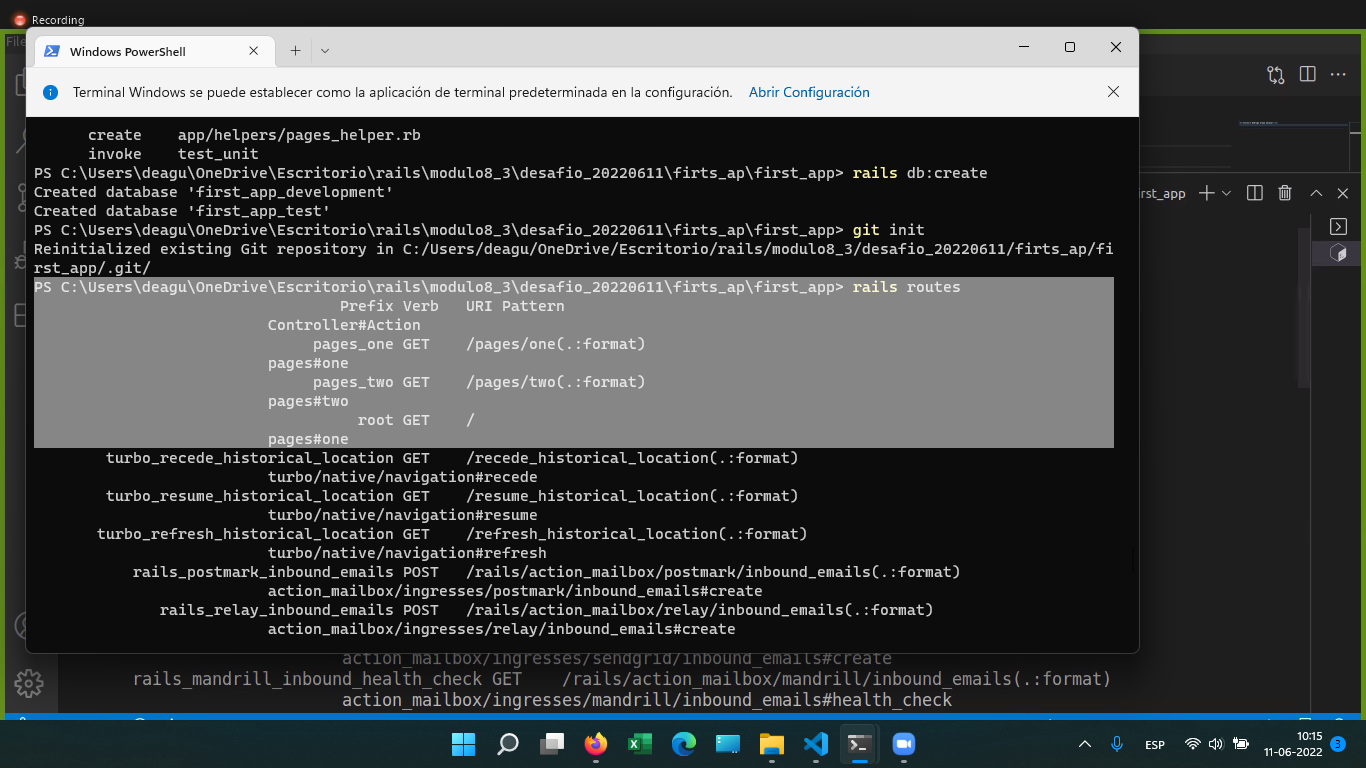 Recording
File
Windows PowerShell
Terminal Windows se puede establecer como la aplicación de terminal predeterminada en la configuración. Abrir Configuración
create app/helpers/pages_helper.rb
invoke test_unit
PS C:\Users\deagu\OneDrive\Escritorio\rails\modulo8_3\desafio_20220611\firts_ap\first_app> rails db:create
Created database 'first_app_development'
Created database 'first_app_test'
PS C:\Users\deagu\OneDrive\Escritorio\rails\modulo8_3\desafio_20220611\firts_ap\first_app> git init
Reinitialized existing Git repository in C:/Users/deagu/OneDrive/Escritorio/rails/modulo8_3/desafio_20220611/firts_ap/fi
rst_app/.git/
PS C:\Users\deagu\OneDrive\Escritorio\rails\modulo8_3\desafio_20220611\firts_ap\first_app> rails routes
Prefix Verb URI Pattern
Controller#Action
pages_one GET /pages/one(.:format)
pages#one
pages_two GET /pages/two(.:format)
pages#two
root GET /
pages#one
turbo_recede_historical_location GET /recede_historical_location(.:format)
turbo/native/navigation#recede
turbo_resume_historical_location GET /resume_historical_location(.:format)
turbo/native/navigation#resume
turbo_refresh_historical_location GET /refresh_historical_location(.:format)
turbo/native/navigation#refresh
rails_postmark_inbound_emails POST /rails/action_mailbox/postmark/inbound_emails(.:format)
action_mailbox/ingresses/postmark/inbound_emails#create
rails_relay_inbound_emails POST /rails/action_mailbox/relay/inbound_emails(.:format)
action_mailbox/ingresses/relay/inbound_emails#create
rst_app
action_mailbox/ingresses/sendgrid/inbound_emails#create
rails_mandrill_inbound_health_check GET /rails/action_mailbox/mandrill/inbound_emails(.:format)
action_mailbox/ingresses/mandrill/inbound_emails#health_check
ESP
10:15
11-06-2022
3